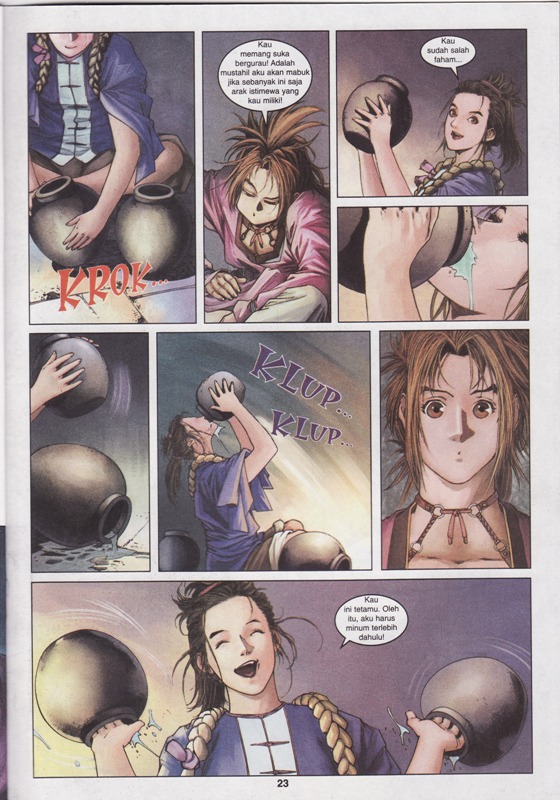 Kau
memang suka
bergurau! Adalah
mustahil aku akan mabuk
jika sebanyak ini saja
arak istimewa yang
kau miliki!
Kau
sudah salah
faham...
KROK...
KLUP...
KLUP...
Kau
ini tetamu. Oleh
itu, aku harus
minum terlebih
dahulu!
23